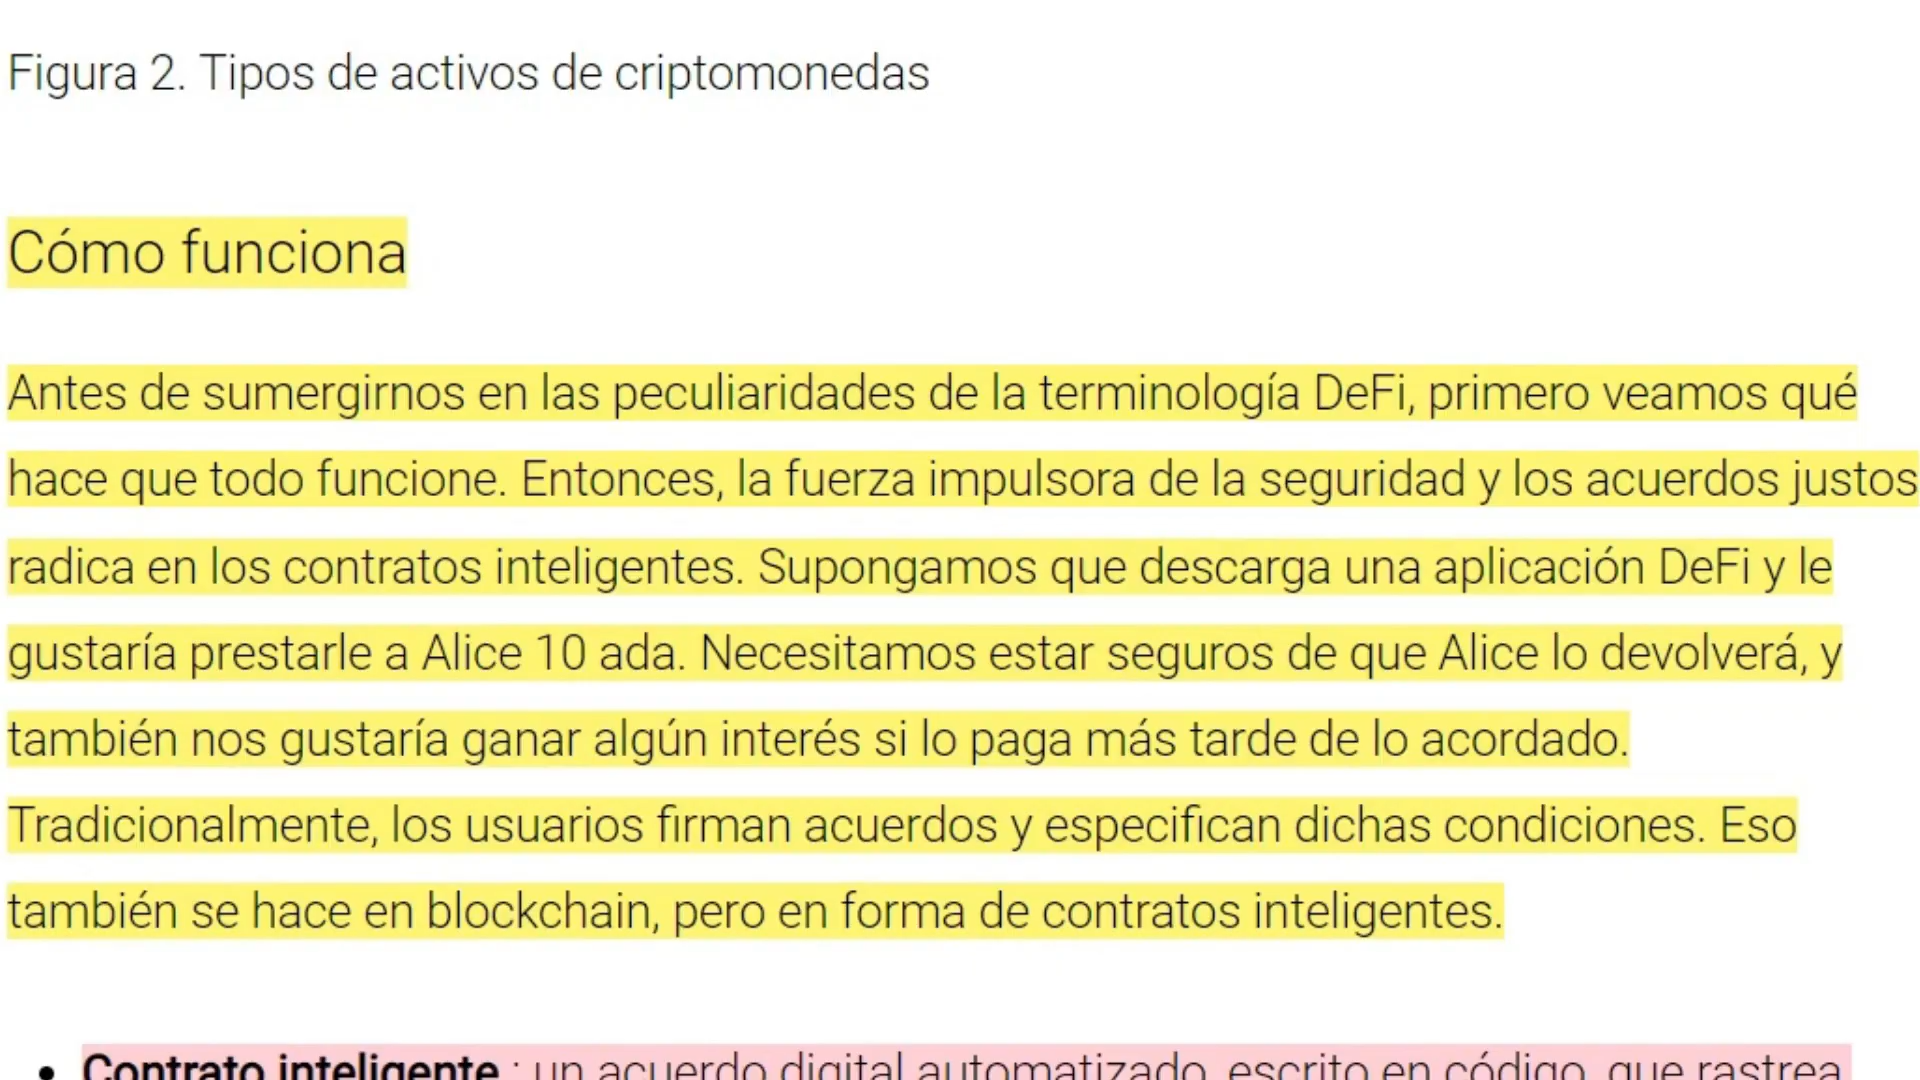 Figura 2. Tipos de activos de criptomonedas
Cómo funciona
Antes de sumergirnos en las peculiaridades de la terminología DeFi, primero veamos qué
hace que todo funcione. Entonces, la fuerza impulsora de la seguridad y los acuerdos justos
radica en los contratos inteligentes. Supongamos que descarga una aplicación DeFi y le
gustaría prestarle a Alice 10 ada. Necesitamos estar seguros de que Alice lo devolverá, y
también nos gustaría ganar algún interés si lo paga más tarde de lo acordado.
Tradicionalmente, los usuarios firman acuerdos y especifican dichas condiciones. Eso
también se hace en blockchain, pero en forma de contratos inteligentes.
• Contrato inteligente : un acuerdo digital automatizado, escrito en código, que rastrea,